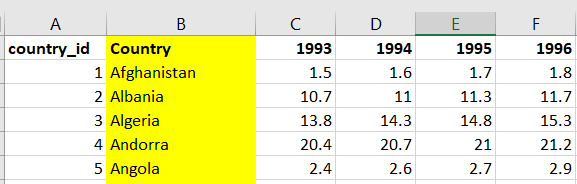 A B C D E F
country_id Country 1993 1994 1995 1996
1 Afghanistan 1.5 1.6 1.7 1.8
2 Albania 10.7 11 11.3 11.7
3 Algeria 13.8 14.3 14.8 15.3
4 Andorra 20.4 20.7 21 21.2
5 Angola 2.4 2.6 2.7 2.9